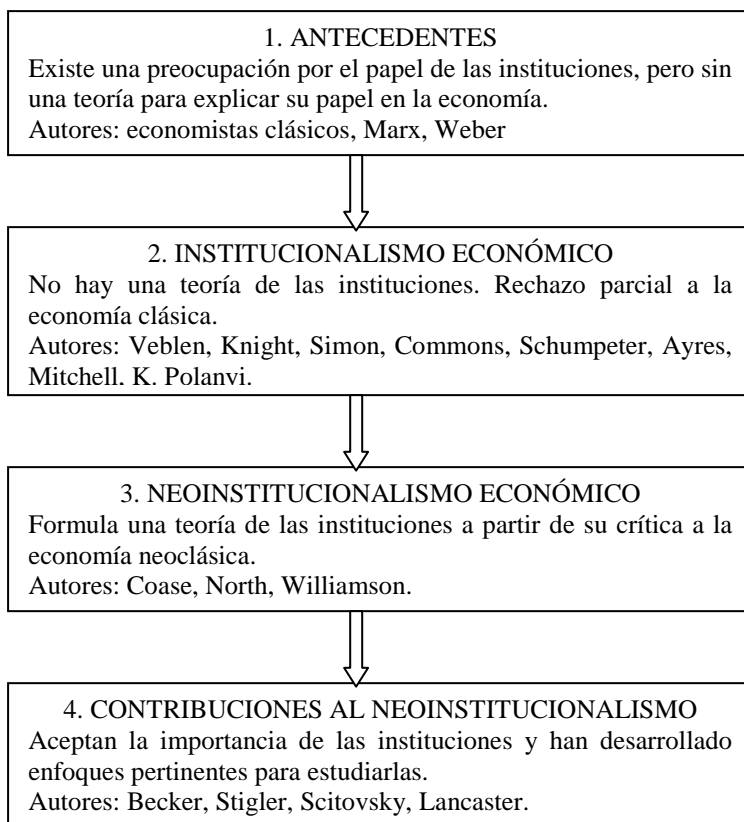 1. ANTECEDENTES
Existe una preocupación por el papel de las instituciones, pero sin
una teoría para explicar su papel en la economía.
Autores: economistas clásicos, Marx, Weber
2. INSTITUCIONALISMO ECONÓMICO
No hay una teoría de las instituciones. Rechazo parcial a la
economía clásica.
Autores: Veblen, Knight, Simon, Commons, Schumpeter, Ayres,
Mitchell. K. Polanvi.
3. NEOINSTITUCIONALISMO ECONÓMICO
Formula una teoría de las instituciones a partir de su crítica a la
economía neoclásica.
Autores: Coase, North, Williamson.
4. CONTRIBUCIONES AL NEOINSTITUCIONALISMO
Aceptan la importancia de las instituciones y han desarrollado
enfoques pertinentes para estudiarlas.
Autores: Becker, Stigler, Scitovsky, Lancaster.